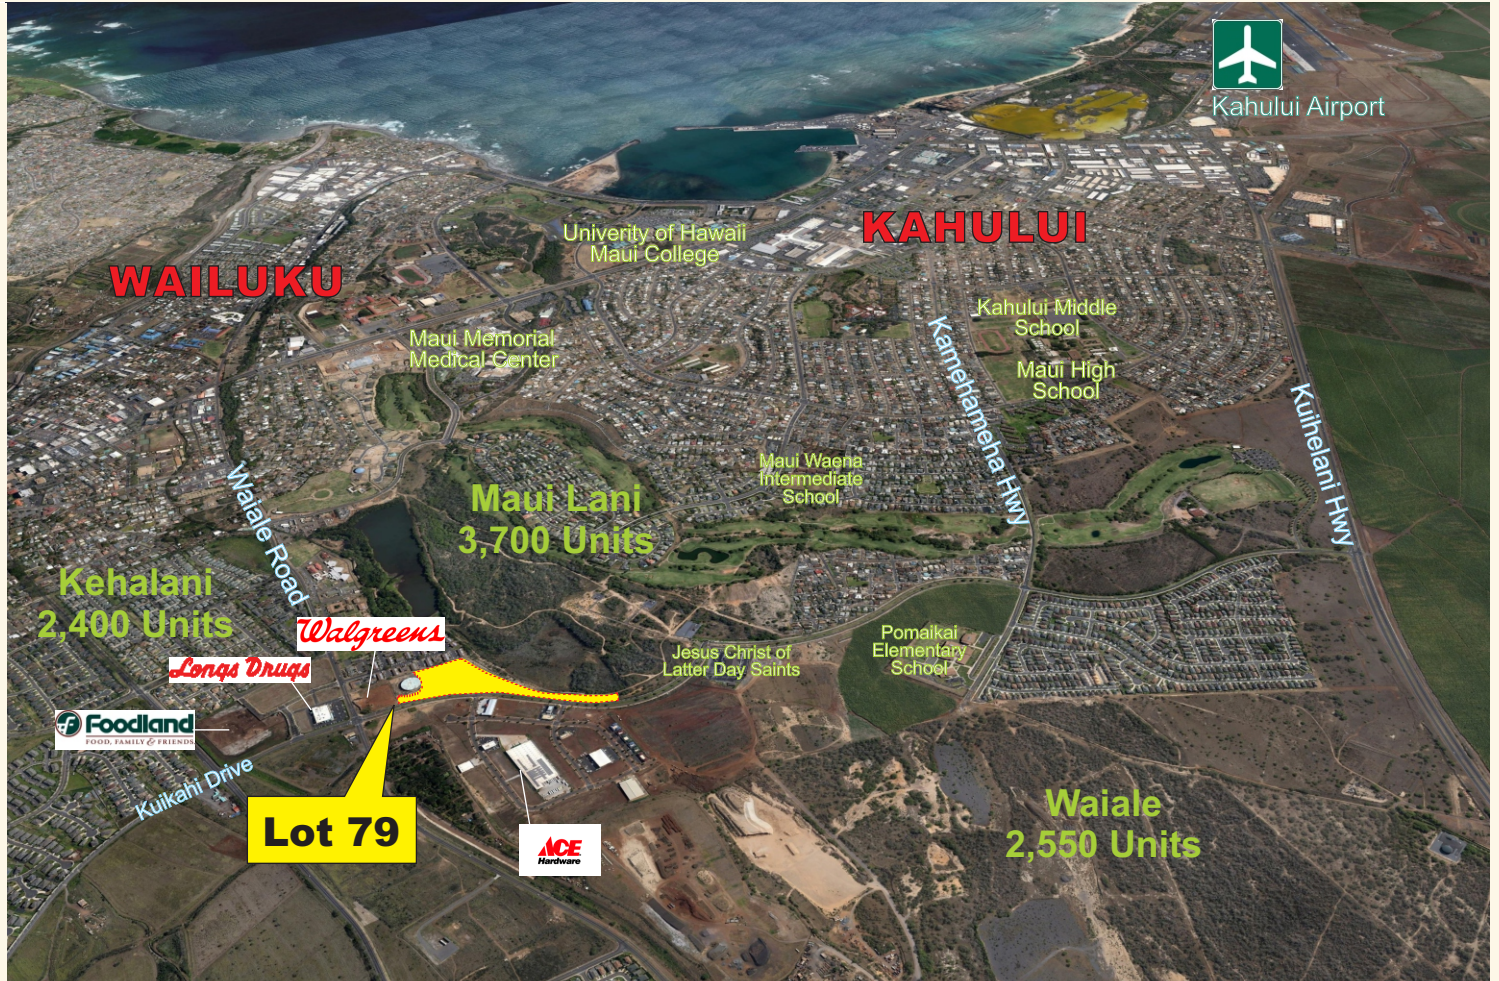 Kahului Airport
Univerity of Hawaii
Maui College
KAHULUI
WAILUKU
Kahului Middle
School
Maui Memorial
Medical Center
Maui High
School
Kamehameha Hwy
Kuihelani Hwy
Maui Waena
Intermediate
School
Waiale Road
Maui Lani
3,700 Units
Kehalani
2,400 Units
Walgreens
Longs Drugs
Jesus Christ of
Latter Day Saints
Pomaikai
Elementary
School
Foodland
FOOD, FAMILY & FRIENDS
Kuikahi Drive
Lot 79
ACE
Hardware
Waiale
2,550 Units